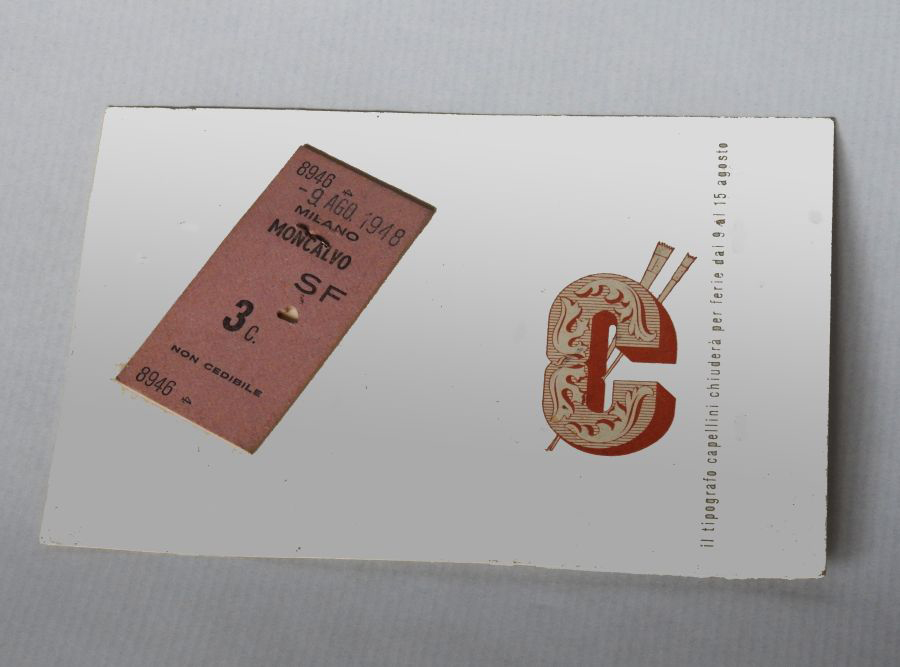 8946
- 9 AGO. 1948
MILANO
MONCALVO
SF
3 C.
NON CEDIBILE
8946
C
il tipografo capellini chiuderà per ferie dal 9 al 15 agosto